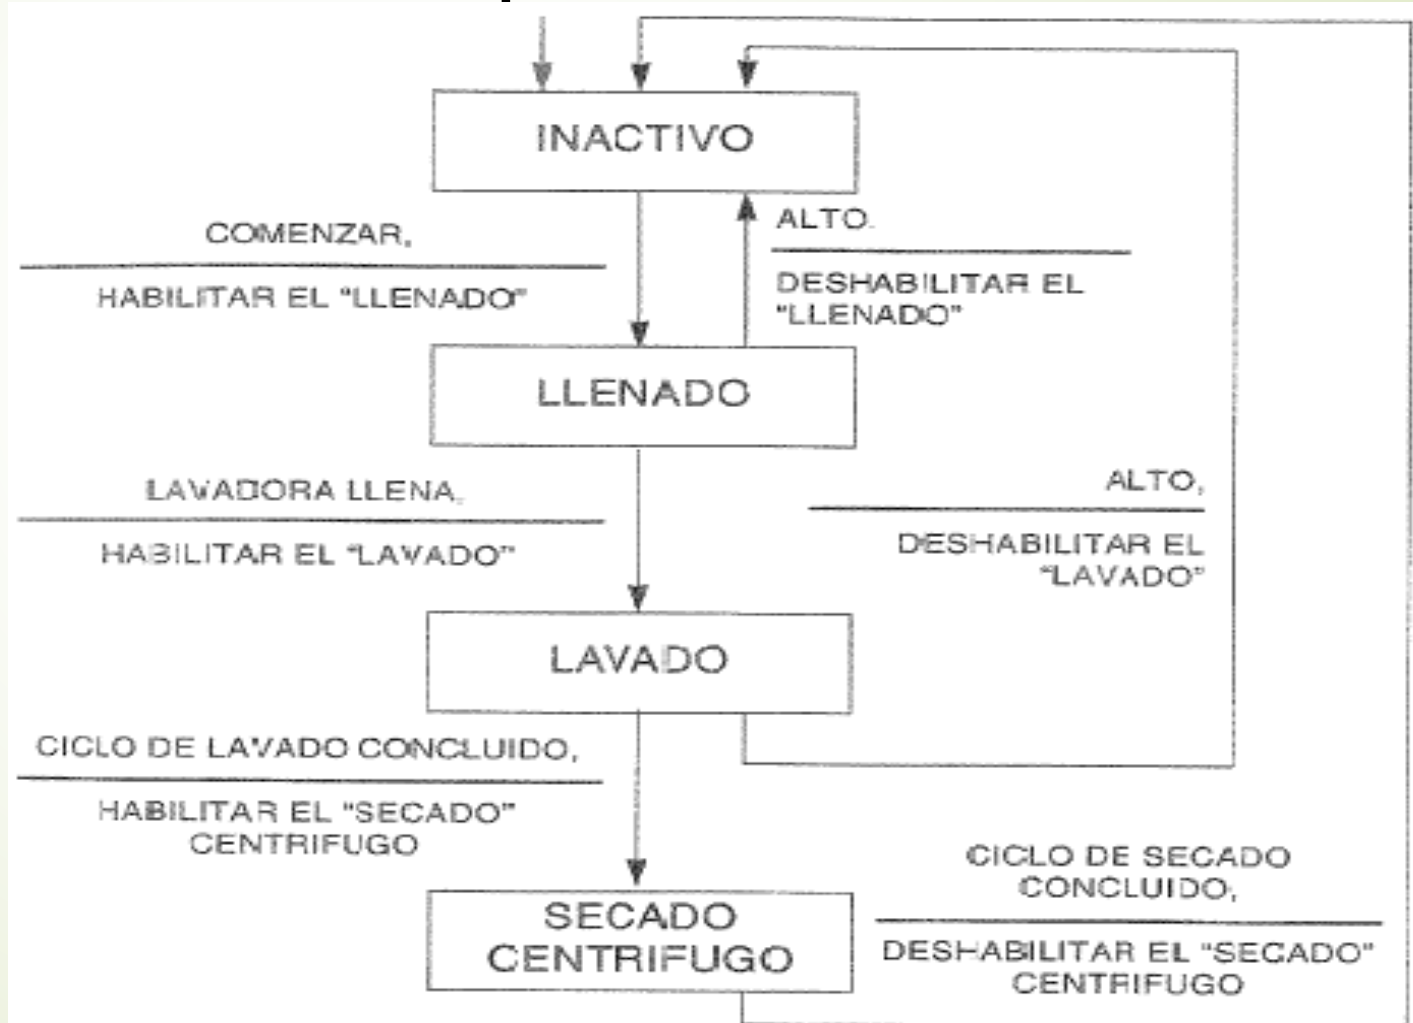 INACTIVO
COMENZAR,
HABILITAR EL "LLENADO"
ALTO.
DESHABILITAR EL
"LLENADO"
LLENADO
LAVADORA LLENA,
HABILITAR EL "LAVADO"
ALTO,
DESHABILITAR EL
"LAVADO"
LAVADO
CICLO DE LAVADO CONCLUIDO,
HABILITAR EL "SECADO"
CENTRIFUGO
SECADO
CENTRIFUGO
CICLO DE SECADO
CONCLUIDO,
DESHABILITAR EL "SECADO"
CENTRIFUGO